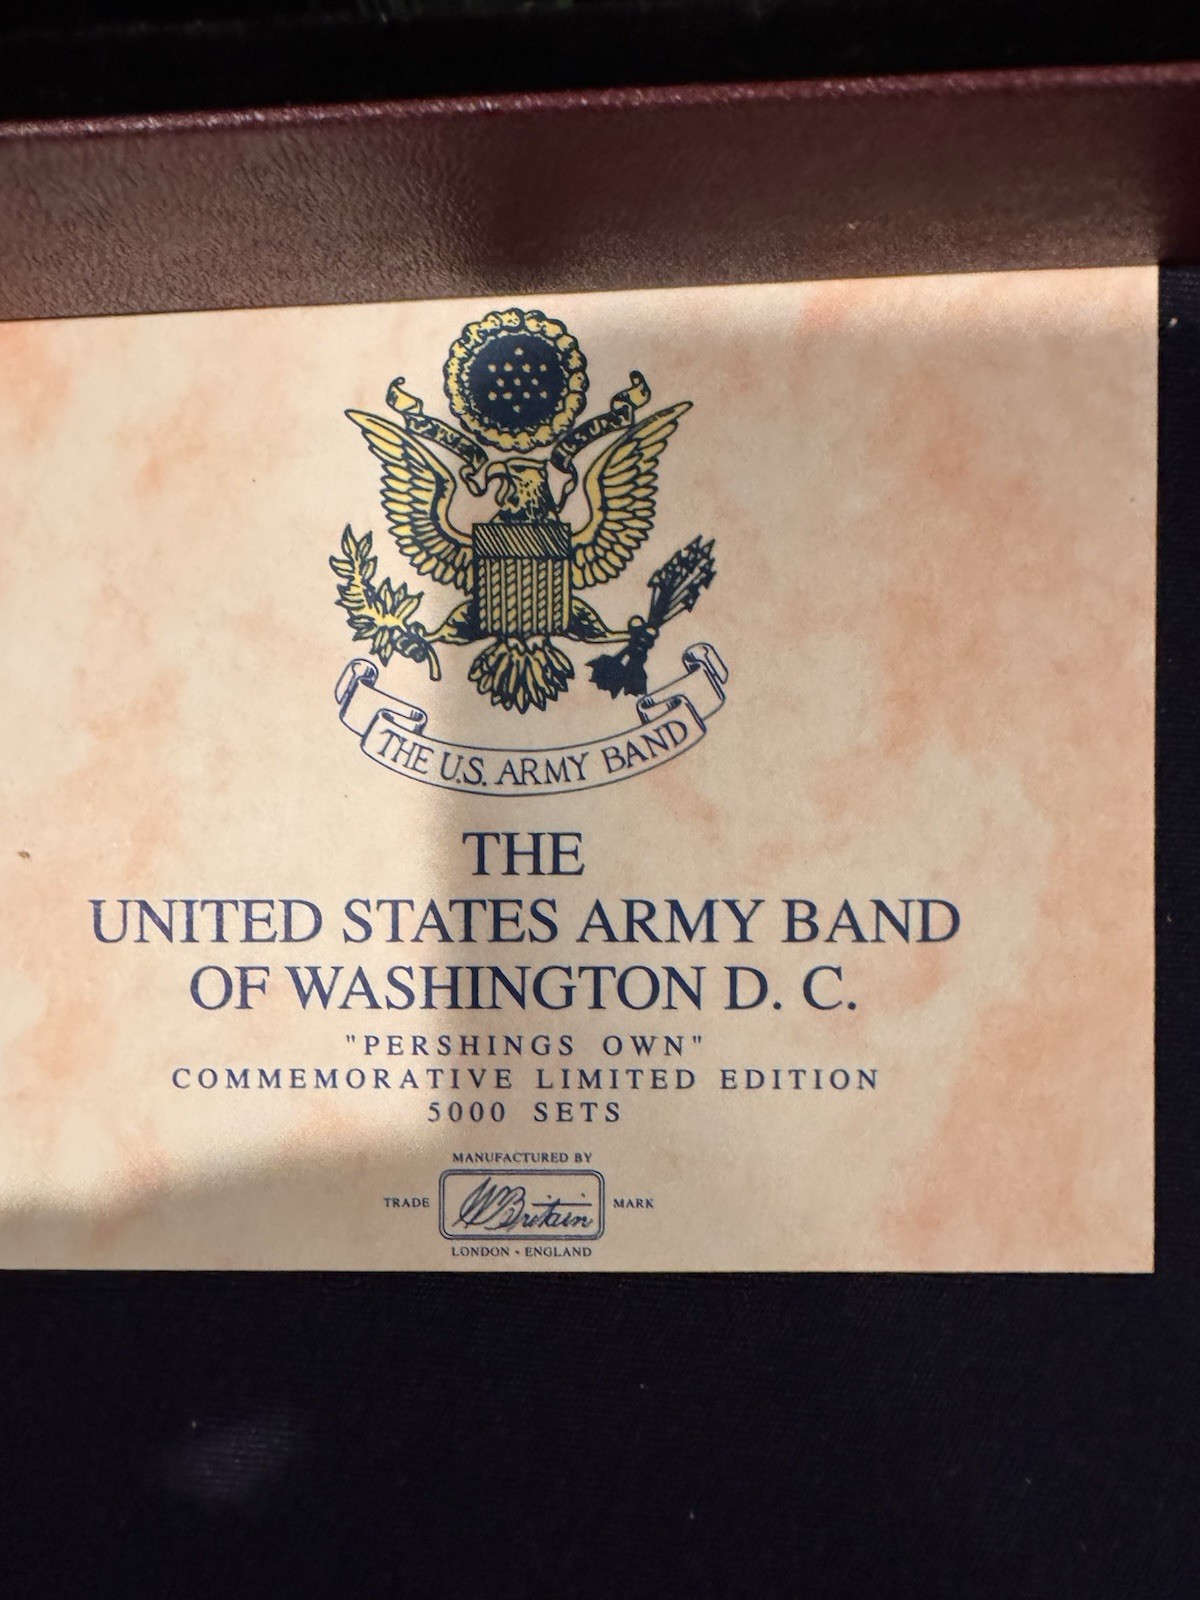 THE U.S. ARMY BAND
THE
UNITED STATES ARMY BAND
OF WASHINGTON D. C.
"PERSHINGS OWN"
COMMEMORATIVE LIMITED EDITION
5000 SETS
MANUFACTURED BY
TRADE WBritain MARK
LONDON • ENGLAND